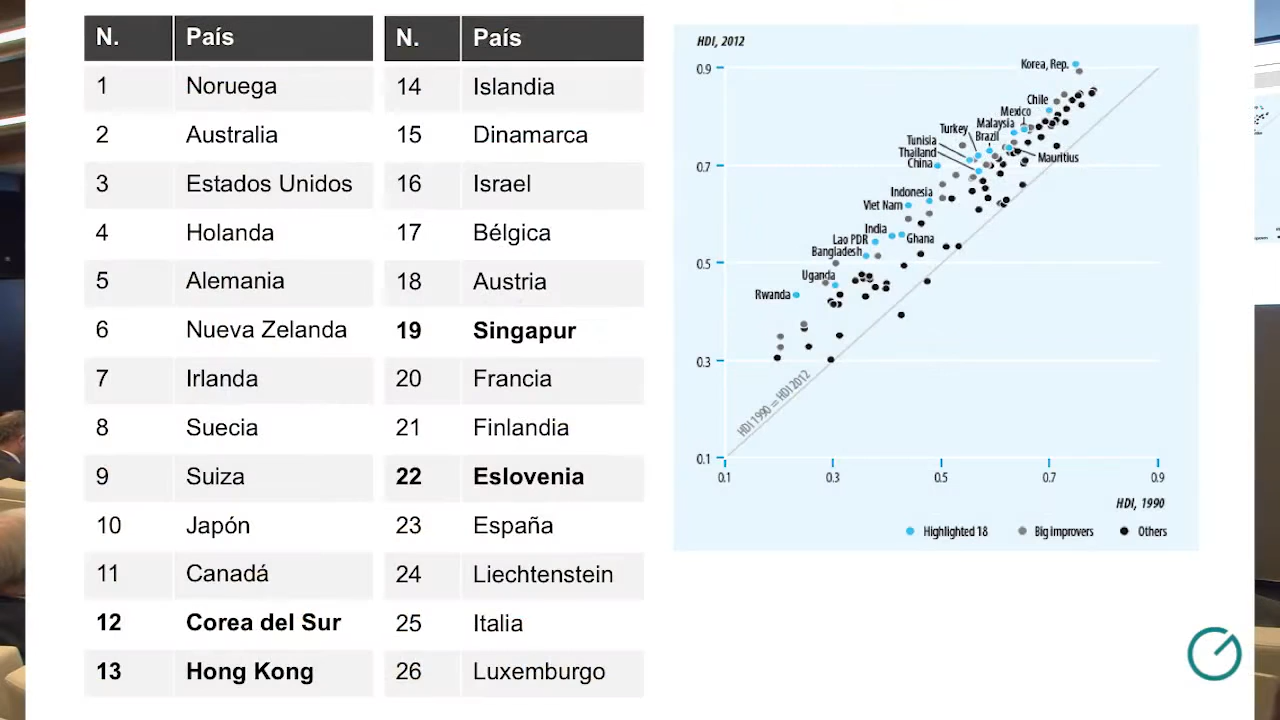 N. País N. País
1 Noruega 14 Islandia
2 Australia 15 Dinamarca
3 Estados Unidos 16 Israel
4 Holanda 17 Bélgica
5 Alemania 18 Austria
6 Nueva Zelanda 19 Singapur
7 Irlanda 20 Francia
8 Suecia 21 Finlandia
9 Suiza 22 Eslovenia
10 Japón 23 España
11 Canadá 24 Liechtenstein
12 Corea del Sur 25 Italia
13 Hong Kong 26 Luxemburgo
HDI, 2012
0.9
0.7
0.5
0.3
0.1
Korea, Rep.
Chile
Mexico
Malaysia
Turkey
Brazil
Tunisia
Thailand
China
Mauritius
Indonesia
Viet Nam
India
Ghana
Lao PDR
Bangladesh
Uganda
Rwanda
HDI 1990 = HDI 2012
0.1 0.3 0.5 0.7 0.9
HDI, 1990
Highlighted 18 Big improvers Others